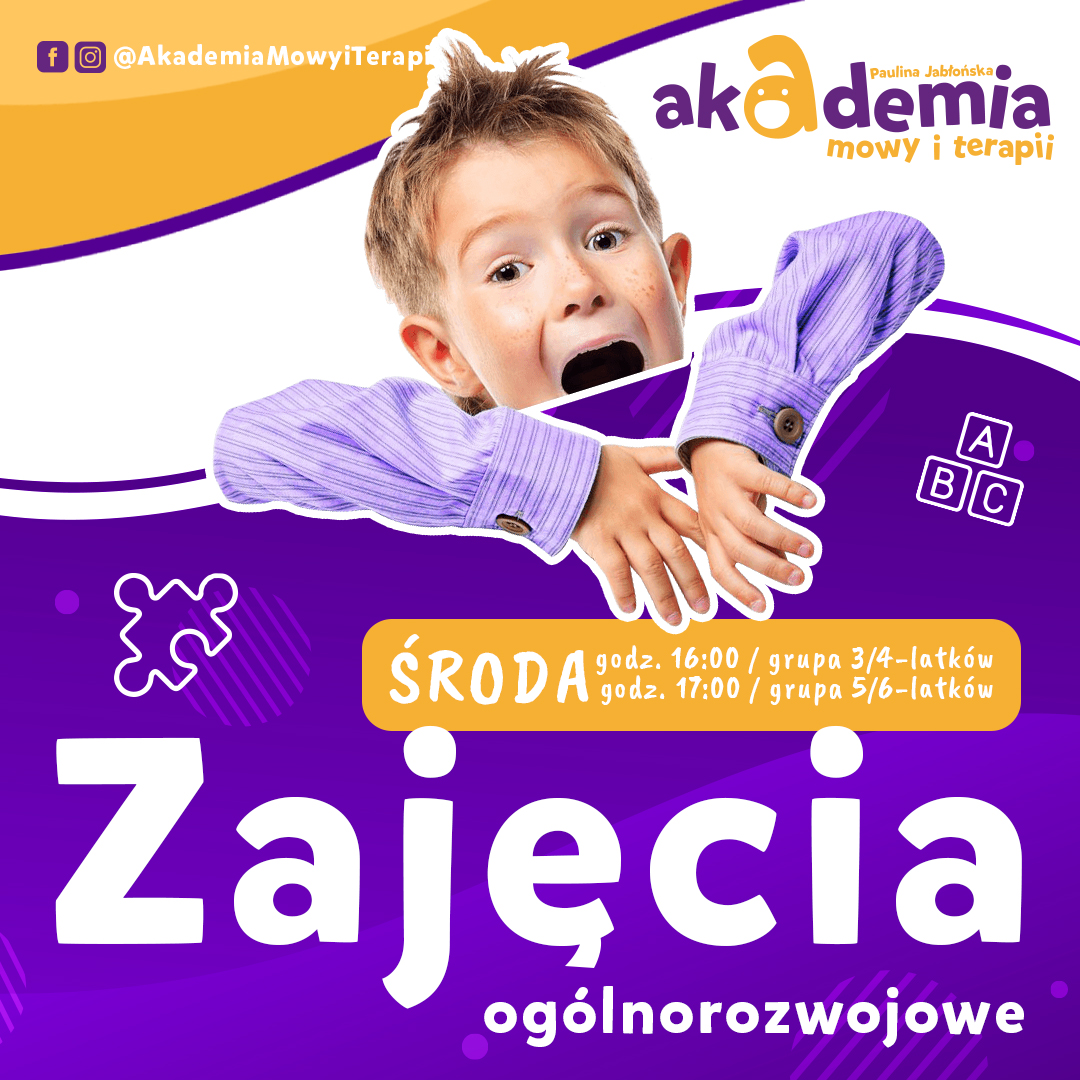 @AkademiaMowyiTerapi
Paulina Jabłońska
akademia
mowy i terapii
A
B C
ŚRODA
godz. 16:00 / grupa 3/4-latków
godz. 17:00 / grupa 5/6-latków
Zajęcia
ogólnorozwojowe